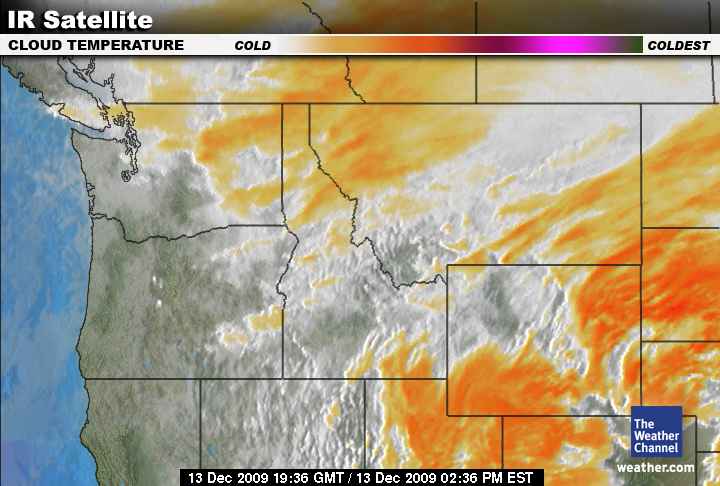 IR Satellite
CLOUD TEMPERATURE COLD COLDEST
The
Weather
Channel
weather.com
13 Dec 2009 19:36 GMT / 13 Dec 2009 02:36 PM EST